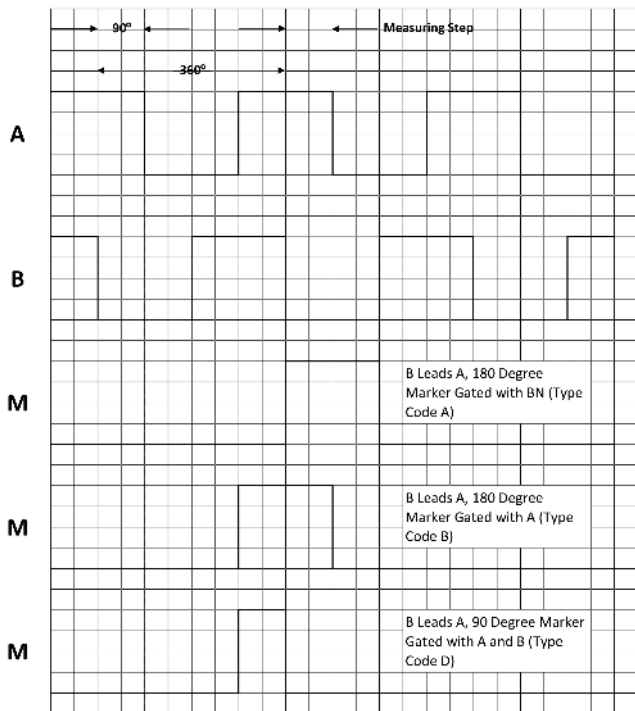 90°
Measuring Step
360°
A
B
M
B Leads A, 180 Degree
Marker Gated with BN (Type
Code A)
M
B Leads A, 180 Degree
Marker Gated with A (Type
Code B)
M
B Leads A, 90 Degree Marker
Gated with A and B (Type
Code D)